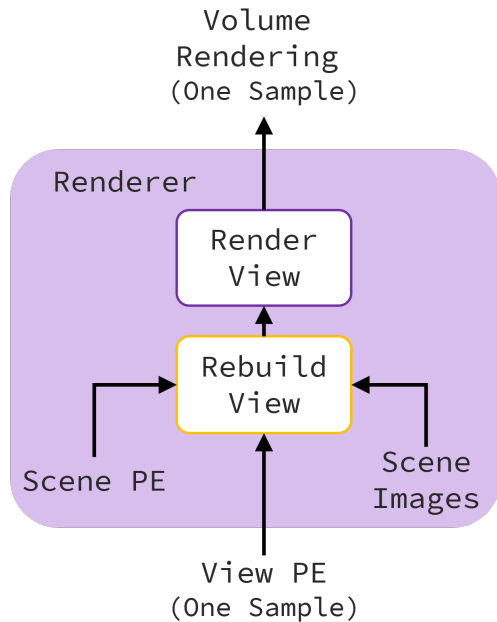 Volume
Rendering
(One Sample)
Renderer
Render
View
Rebuild
View
Scene PE
Scene
Images
View PE
(One Sample)